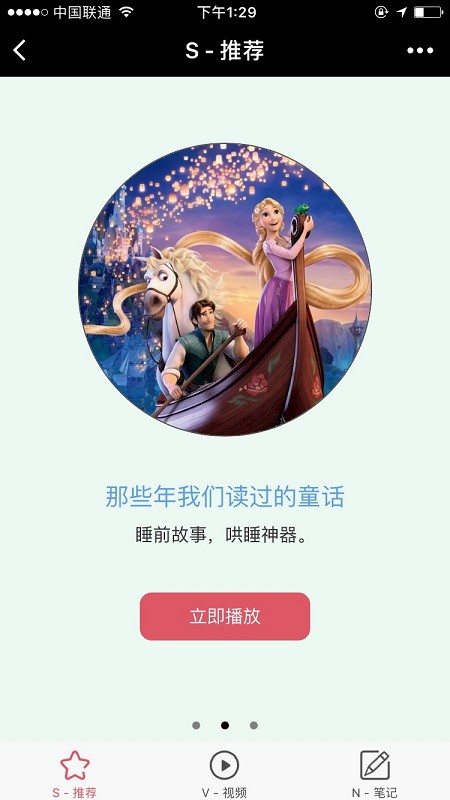 中国联通
下午1:29
S - 推荐
那些年我们读过的童话
睡前故事，哄睡神器。
立即播放
S - 推荐
V - 视频
N - 笔记